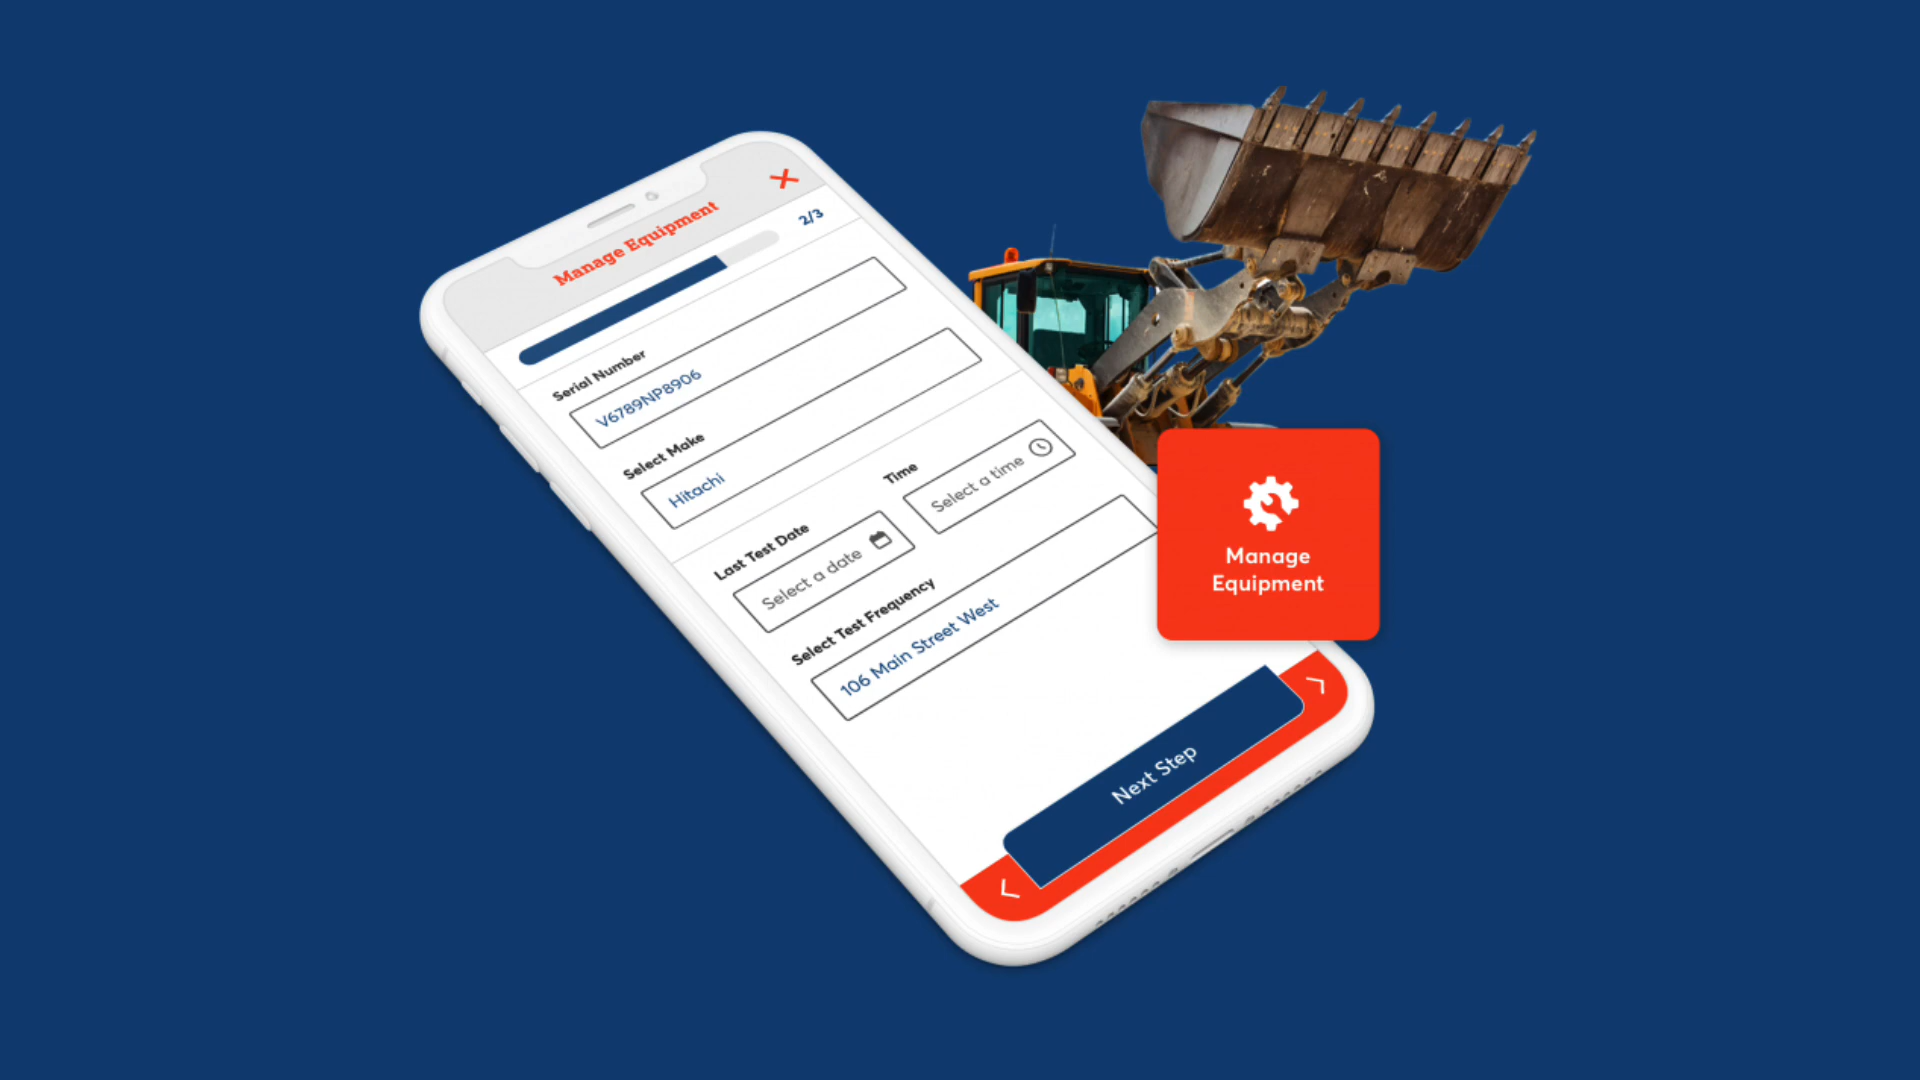 Manage Equipment
2/3
Serial Number
V6789NP8906
Select Make
Hitachi
Last Test Date
Select a date
Time
Select a time
Select Test Frequency
106 Main Street West
Next Step
Manage
Equipment